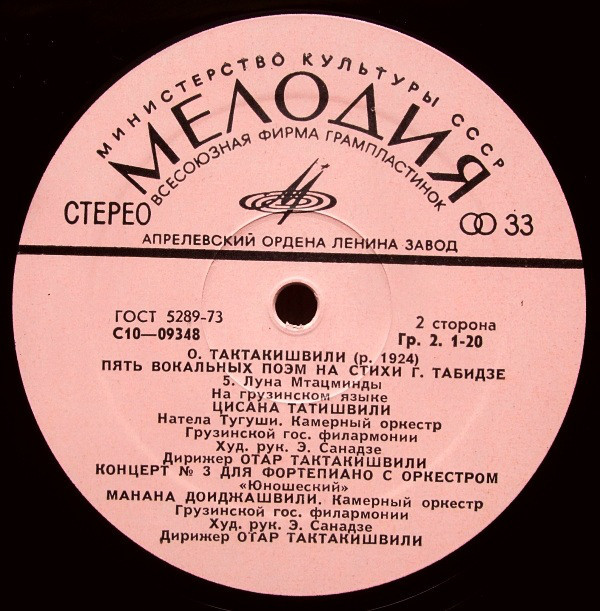 МИНИСТЕРСТВО КУЛЬТУРЫ СССР
МЕЛОДИЯ
ВСЕСОЮЗНАЯ ФИРМА ГРАМПЛАСТИНОК
СТЕРЕО
33
АПРЕЛЕВСКИЙ ОРДЕНА ЛЕНИНА ЗАВОД
ГОСТ 5289-73
С10—09348
2 сторона
Гр. 2. 1-20
О. ТАКТАКИШВИЛИ (р. 1924)
ПЯТЬ ВОКАЛЬНЫХ ПОЭМ НА СТИХИ Г. ТАБИДЗЕ
5. Луна Мтацминды
На грузинском языке
ЦИСАНА ТАТИШВИЛИ
Натела Тугуши. Камерный оркестр
Грузинской гос. филармонии
Худ. рук. Э. Санадзе
Дирижер ОТАР ТАКТАКИШВИЛИ
КОНЦЕРТ № 3 ДЛЯ ФОРТЕПИАНО С ОРКЕСТРОМ
«Юношеский»
МАНАНА ДОИДЖАШВИЛИ. Камерный оркестр
Грузинской гос. филармонии
Худ. рук. Э. Санадзе
Дирижер ОТАР ТАКТАКИШВИЛИ